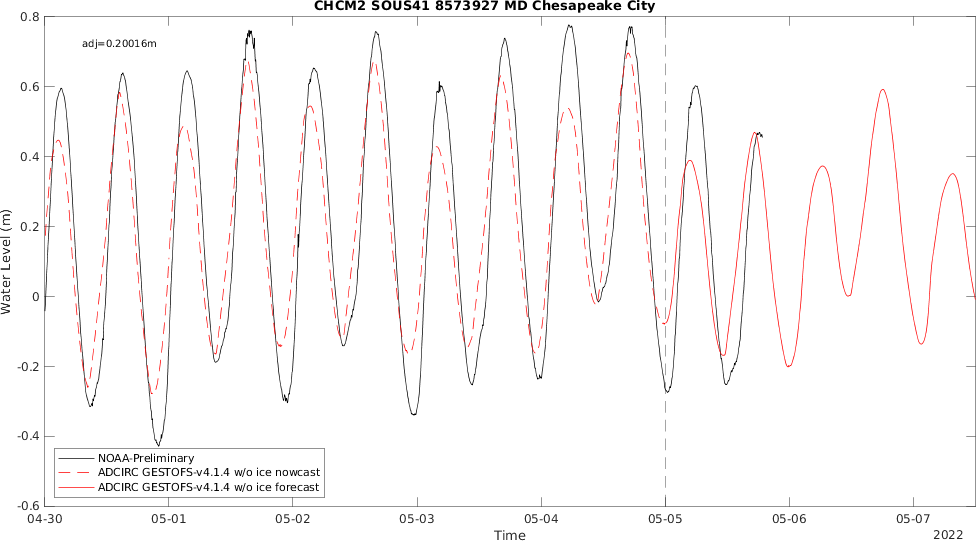 CHCM2 SOUS41 8573927 MD Chesapeake City
adj=0.20016m
0.8
0.6
0.4
0.2
0
-0.2
-0.4
-0.6
Water Level (m)
NOAA-Preliminary
ADCIRC GESTOFS-v4.1.4 w/o ice nowcast
ADCIRC GESTOFS-v4.1.4 w/o ice forecast
04-30 05-01 05-02 05-03 05-04 05-05 05-06 05-07
Time
2022